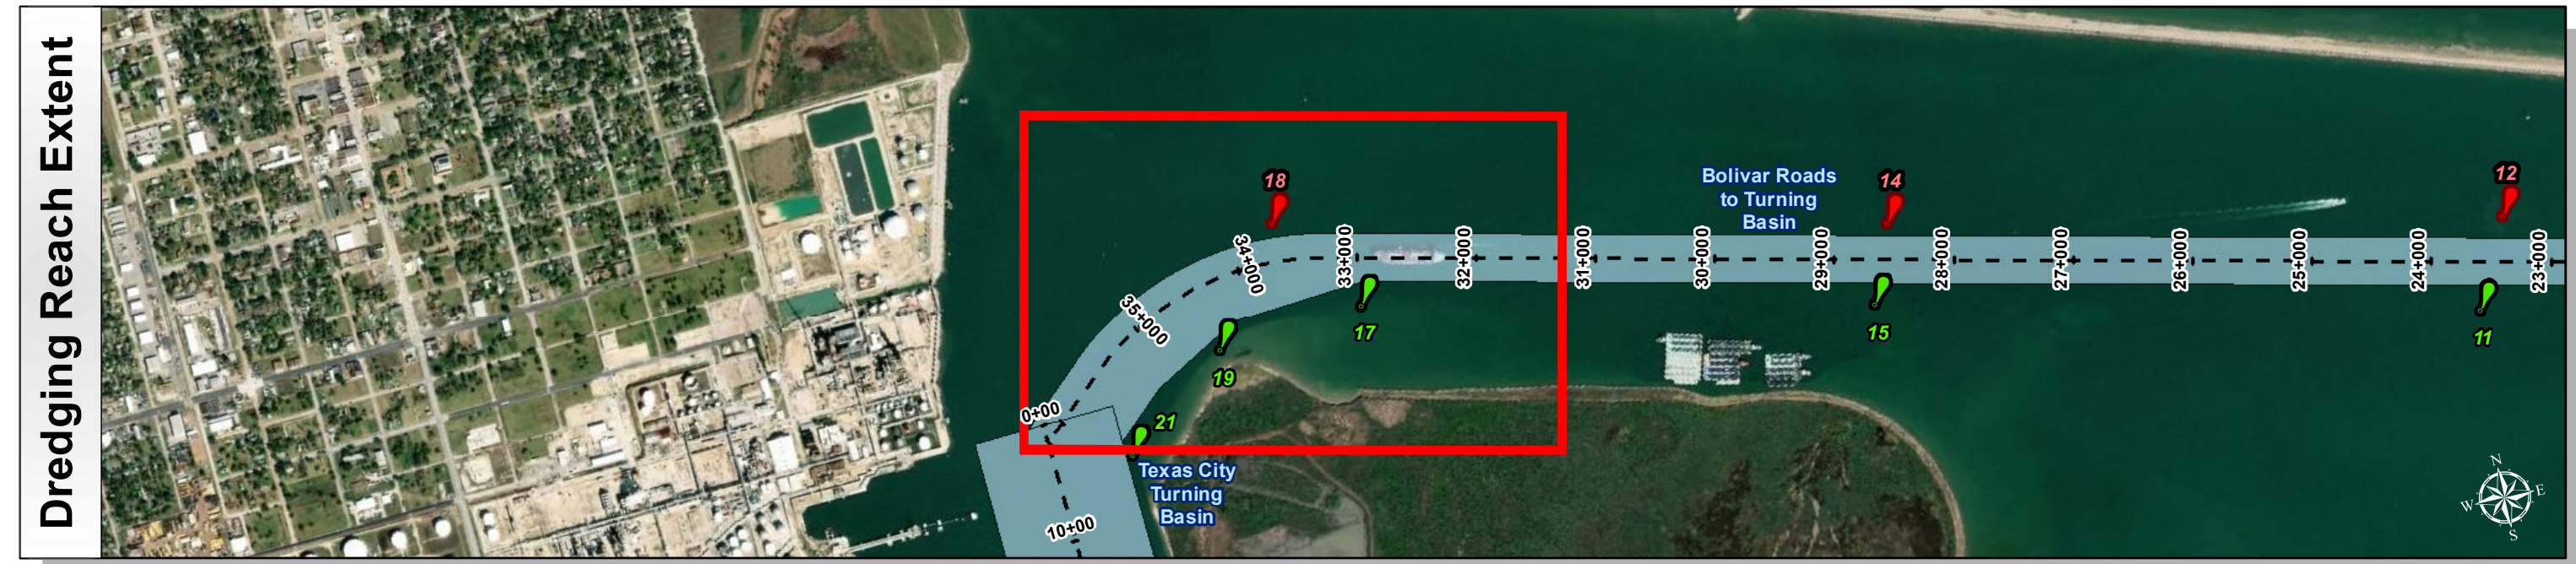 Dredging Reach Extent
18
14
12
Bolivar Roads
to Turning
Basin
34+000
33+000
32+000
31+000
30+000
29+000
28+000
27+000
26+000
25+000
24+000
23+000
35+000
17
15
11
19
0+00
21
Texas City
Turning
Basin
10+00
N
W
E
S